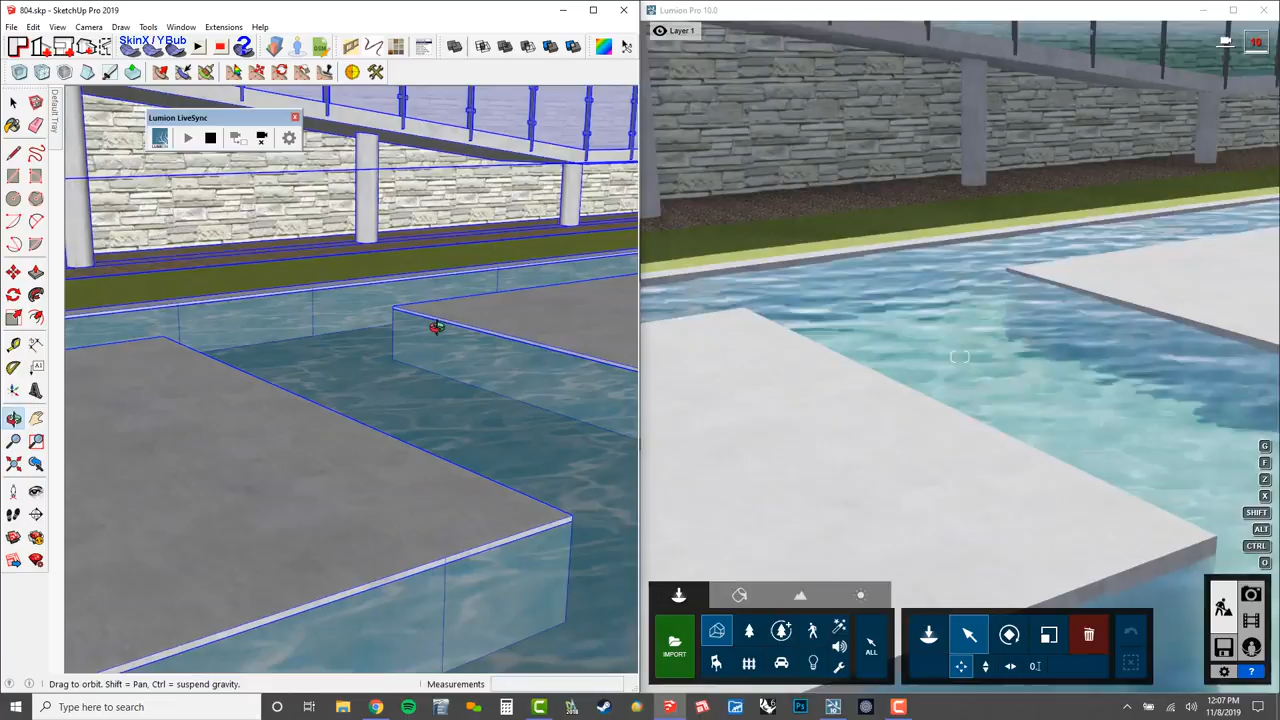 804.skp - SketchUp Pro 2019
File Edit View Camera Draw Tools Window Extensions Help
SkinX / YBub
Default Tray
Lumion LiveSync
Drag to orbit. Shift = Pan, Ctrl = suspend gravity.
Measurements
Lumion Pro 10.0
Layer 1
10
G
F
Z
X
SHIFT
ALT
CTRL
O
IMPORT
ALL
Type here to search
12:07 PM
11/8/2019